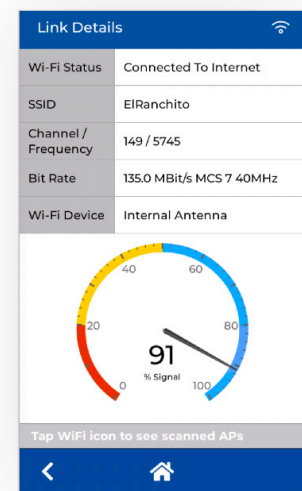 Link Details
Wi-Fi Status Connected To Internet
SSID ElRanchito
Channel /
Frequency 149 / 5745
Bit Rate 135.0 MBit/s MCS 7 40MHz
Wi-Fi Device Internal Antenna
40 60
20 80
91
% Signal
0 100
Tap WiFi icon to see scanned APs